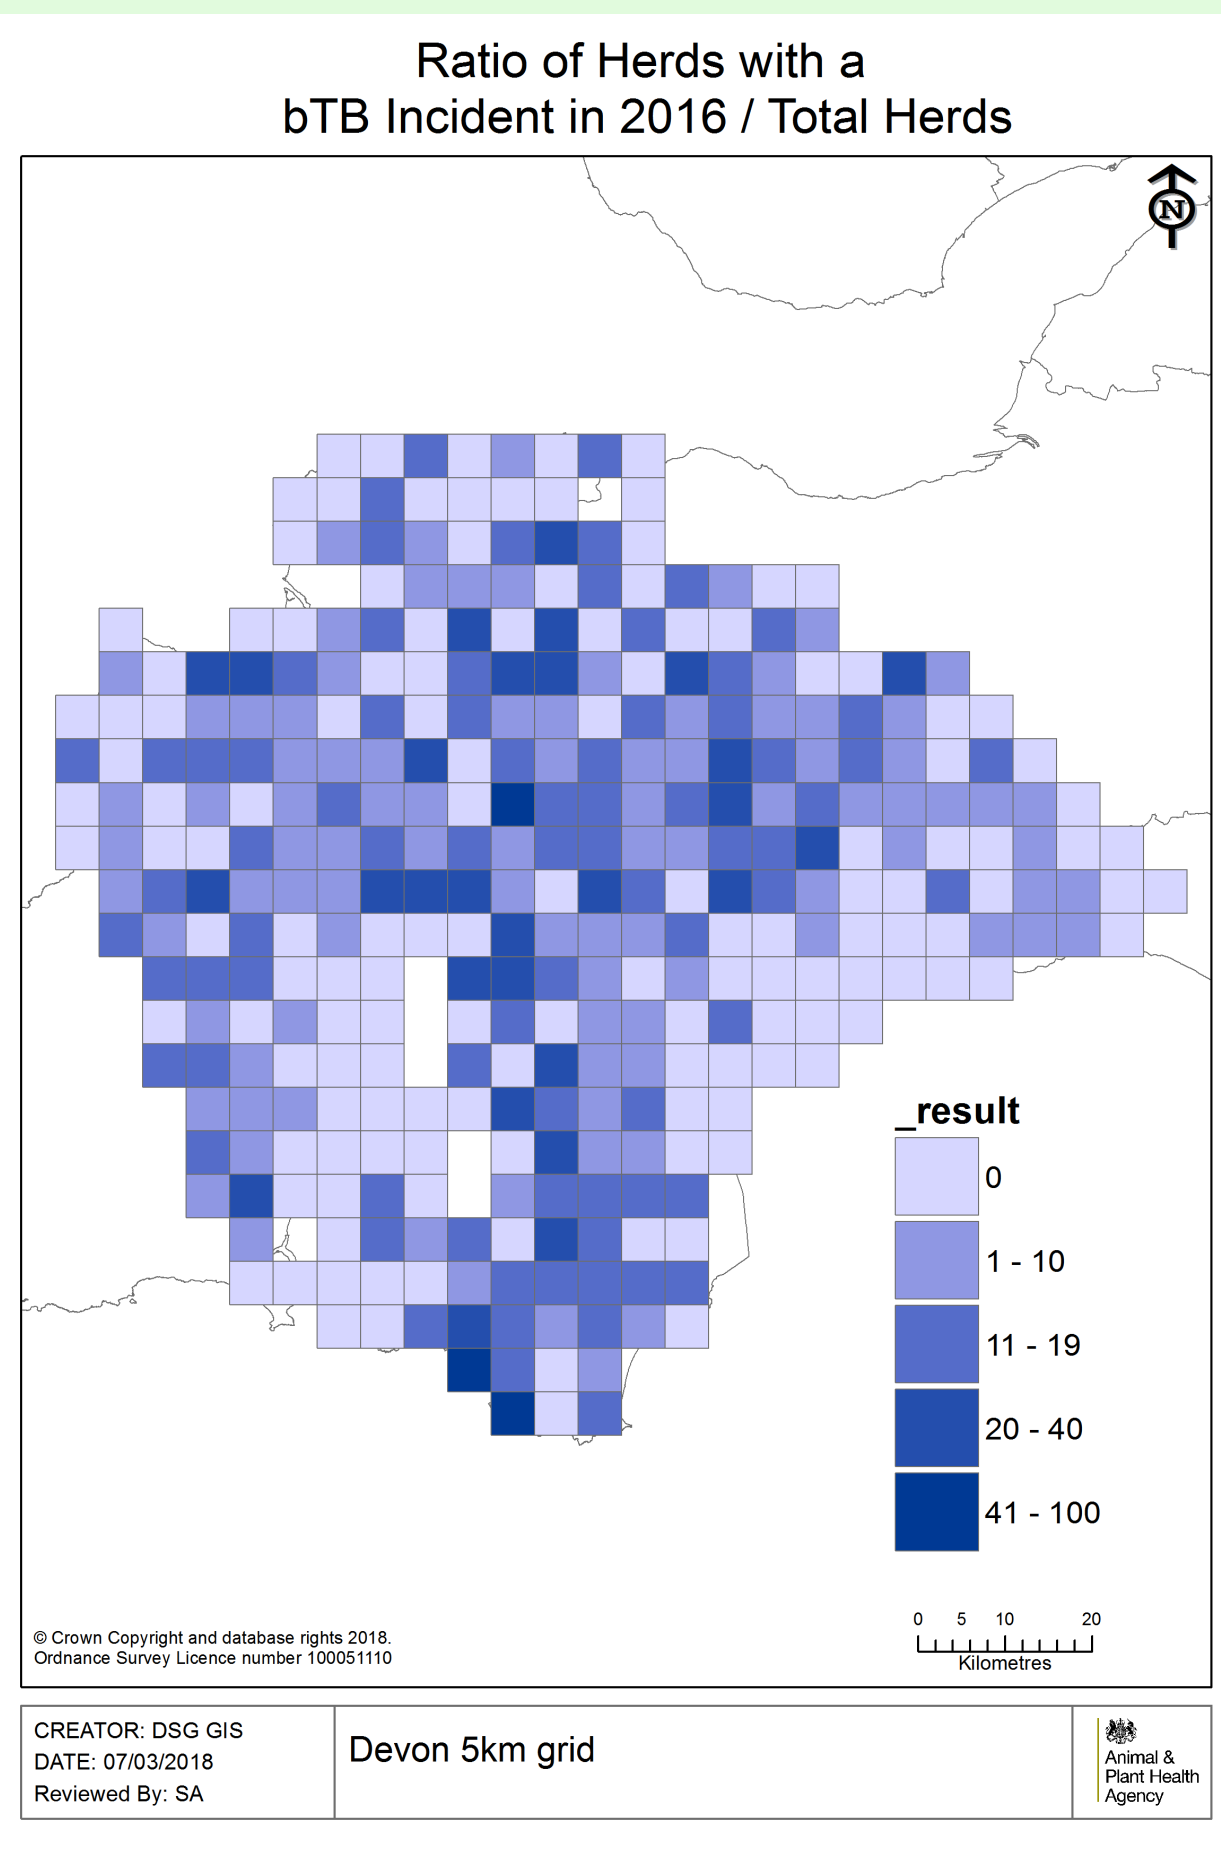 Ratio of Herds with a
bTB Incident in 2016 / Total Herds
N
_result
0
1 - 10
11 - 19
20 - 40
41 - 100
0 5 10 20
Kilometres
© Crown Copyright and database rights 2018.
Ordnance Survey Licence number 100051110
CREATOR: DSG GIS
DATE: 07/03/2018
Reviewed By: SA
Devon 5km grid
Animal &
Plant Health
Agency